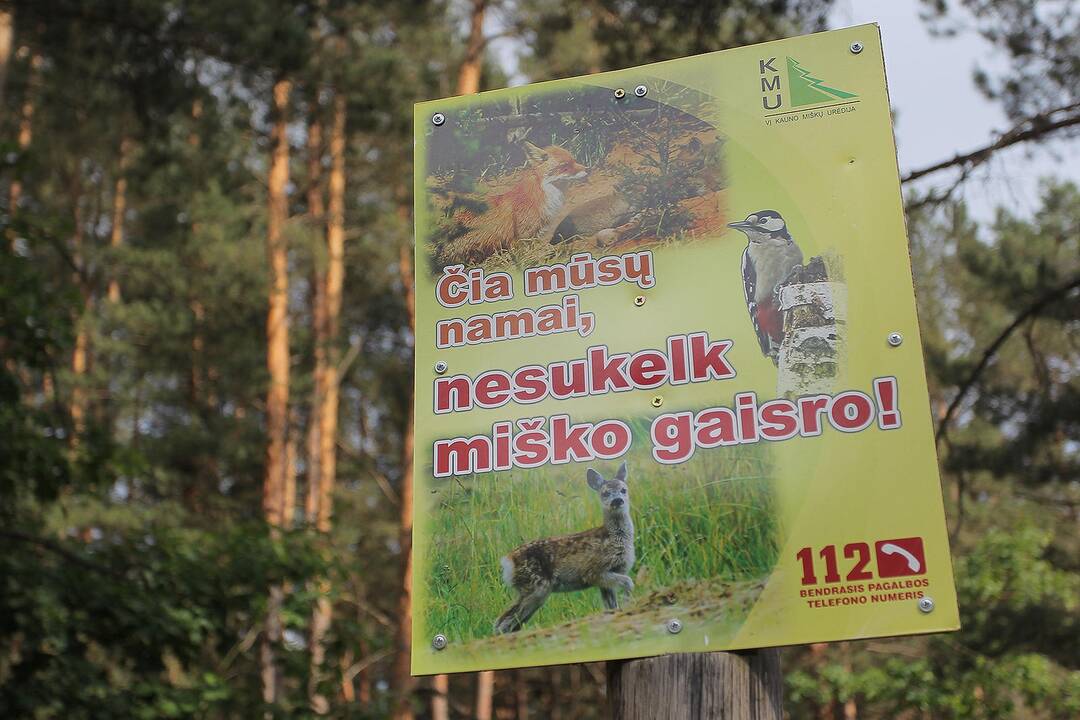 KMU
VĮ KAUNO MIŠKŲ URĖDIJA
Čia mūsų
namai,
nesukelk
miško gaisro!
112
BENDRASIS PAGALBOS
TELEFONO NUMERIS